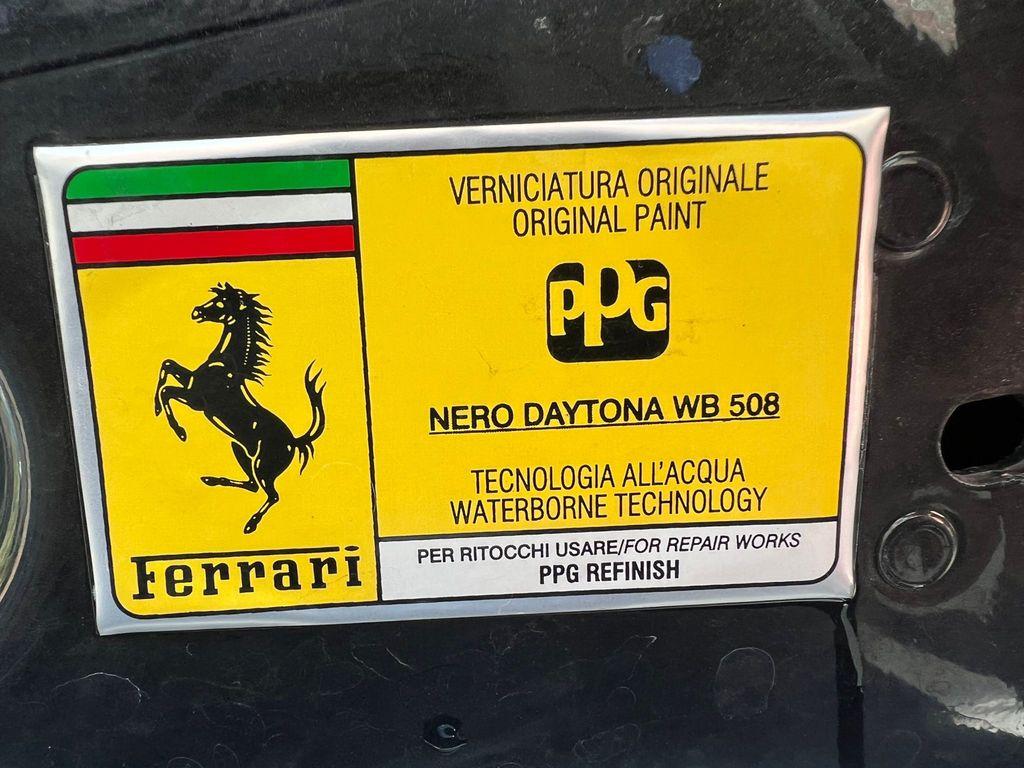 VERNICIATURA ORIGINALE
ORIGINAL PAINT
PPG
NERO DAYTONA WB 508
TECNOLOGIA ALL'ACQUA
WATERBORNE TECHNOLOGY
PER RITOCCHI USARE/FOR REPAIR WORKS
PPG REFINISH
Ferrari